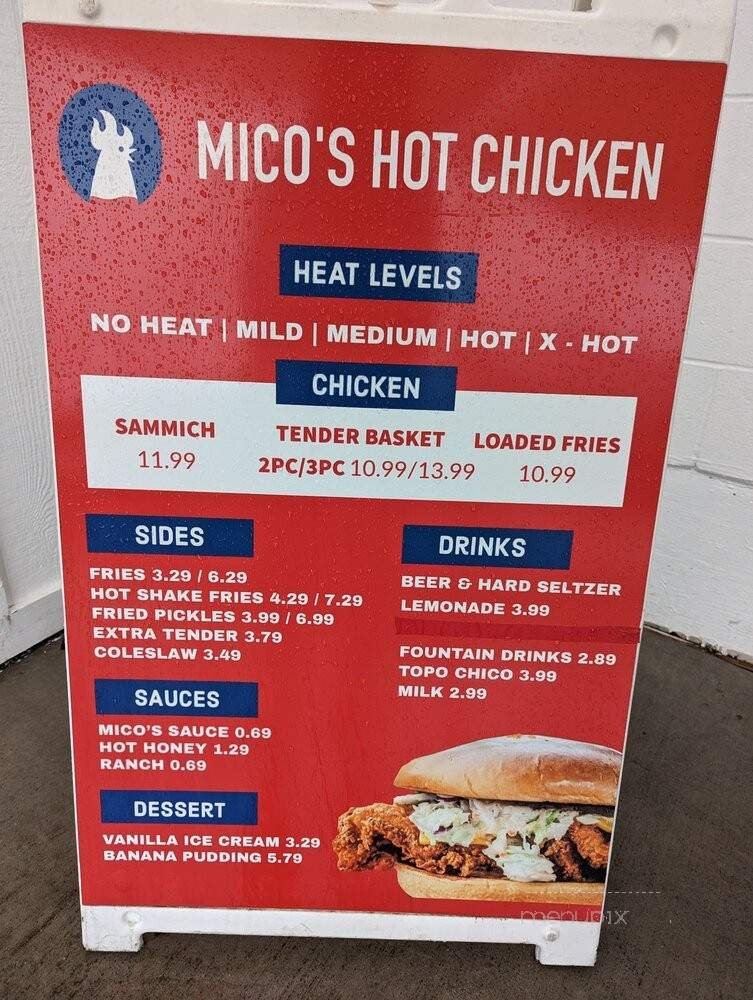 MICO'S HOT CHICKEN
HEAT LEVELS
NO HEAT | MILD | MEDIUM | HOT | X - HOT
CHICKEN
SAMMICH
11.99
TENDER BASKET
2PC/3PC 10.99/13.99
LOADED FRIES
10.99
SIDES
FRIES 3.29 / 6.29
HOT SHAKE FRIES 4.29 / 7.29
FRIED PICKLES 3.99 / 6.99
EXTRA TENDER 3.79
COLESLAW 3.49
SAUCES
MICO'S SAUCE 0.69
HOT HONEY 1.29
RANCH 0.69
DESSERT
VANILLA ICE CREAM 3.29
BANANA PUDDING 5.79
DRINKS
BEER & HARD SELTZER
LEMONADE 3.99
FOUNTAIN DRINKS 2.89
TOPO CHICO 3.99
MILK 2.99
menupix